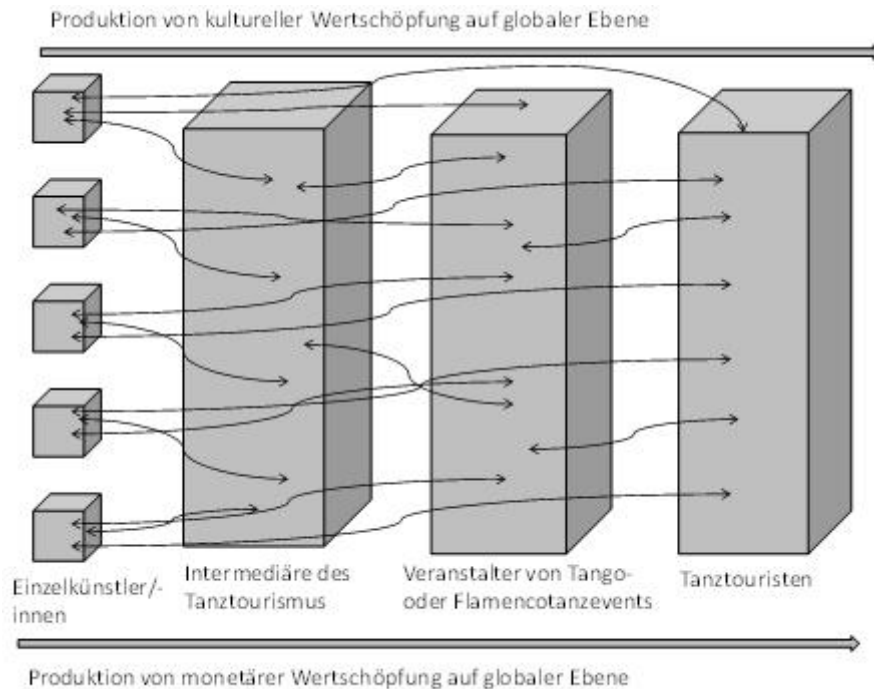 Produktion von kultureller Wertschöpfung auf globaler Ebene
Einzelkünstler/-
innen
Intermediäre des
Tanztourismus
Veranstalter von Tango-
oder Flamencotanzevents
Tanztouristen
Produktion von monetärer Wertschöpfung auf globaler Ebene